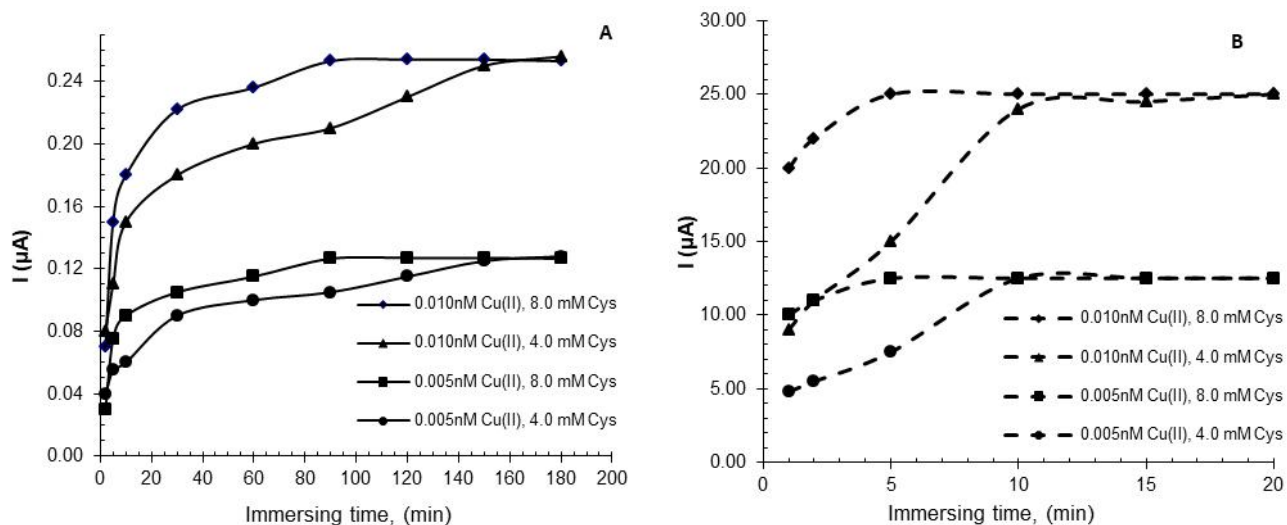 A
0.24
0.20
0.16
0.12
0.08
0.04
0.00
I (µA)
0.010nM Cu(II), 8.0 mM Cys
0.010nM Cu(II), 4.0 mM Cys
0.005nM Cu(II), 8.0 mM Cys
0.005nM Cu(II), 4.0 mM Cys
0 20 40 60 80 100 120 140 160 180 200
Immersing time, (min)
B
30.00
25.00
20.00
15.00
10.00
5.00
0.00
I (µA)
0.010nM Cu(II), 8.0 mM Cys
0.010nM Cu(II), 4.0 mM Cys
0.005nM Cu(II), 8.0 mM Cys
0.005nM Cu(II), 4.0 mM Cys
0 5 10 15 20
Immersing time, (min)